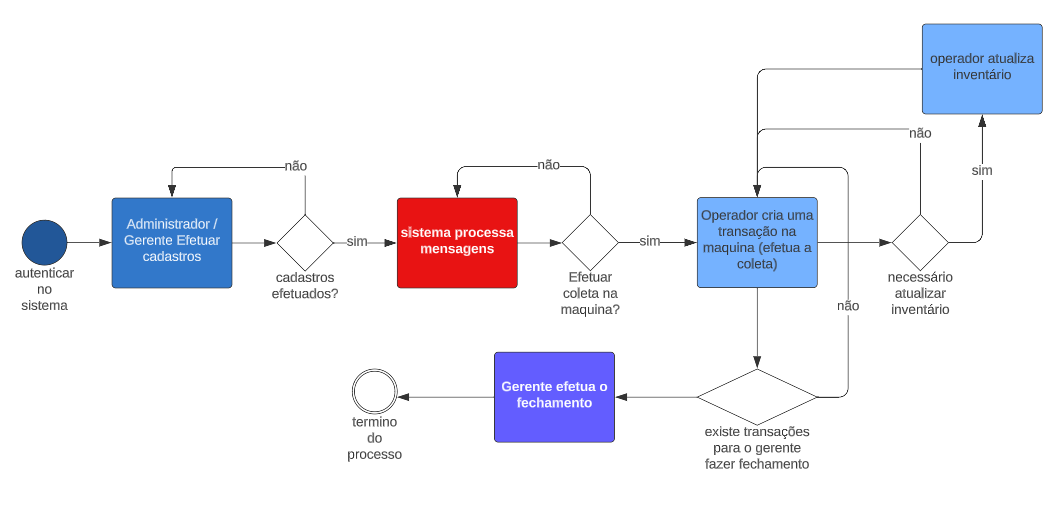 operador atualiza
inventário
não
sim
não
não
Administrador /
Gerente Efetuar
cadastros
sistema processa
mensagens
Operador cria uma
transação na
maquina (efetua a
coleta)
sim
sim
autenticar
no
sistema
cadastros
efetuados?
Efetuar
coleta na
maquina?
necessário
atualizar
inventário
não
Gerente efetua o
fechamento
termino
do
processo
existe transações
para o gerente
fazer fechamento